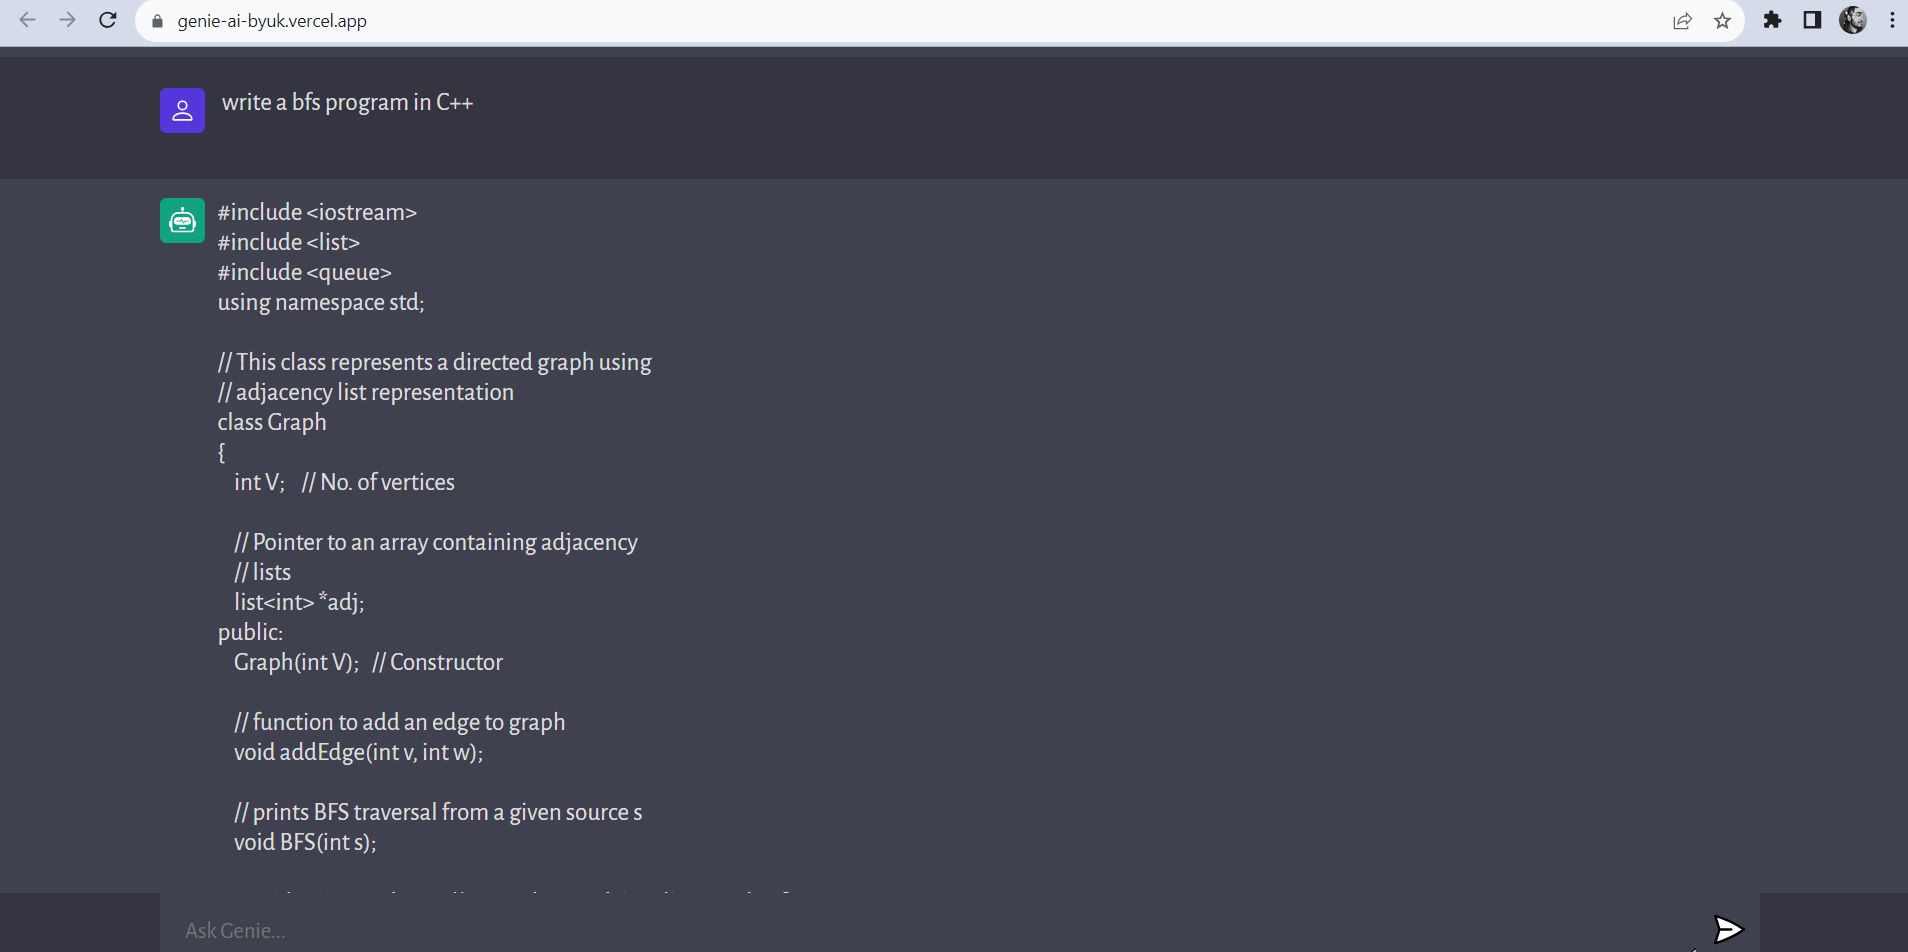 genie-ai-byuk.vercel.app
write a bfs program in C++
#include <iostream>
#include <list>
#include <queue>
using namespace std;
// This class represents a directed graph using
// adjacency list representation
class Graph
{
int V;   // No. of vertices
// Pointer to an array containing adjacency
// lists
list<int> *adj;
public:
Graph(int V);   // Constructor
// function to add an edge to graph
void addEdge(int v, int w);
// prints BFS traversal from a given source s
void BFS(int s);
Ask Genie...